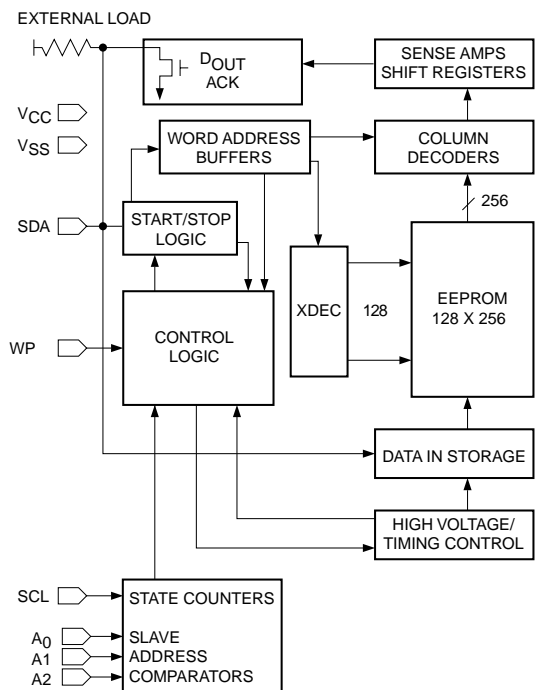 EXTERNAL LOAD
DOUT
ACK
SENSE AMPS
SHIFT REGISTERS
VCC
VSS
WORD ADDRESS
BUFFERS
COLUMN
DECODERS
256
SDA
START/STOP
LOGIC
XDEC
128
EEPROM
128 X 256
WP
CONTROL
LOGIC
DATA IN STORAGE
HIGH VOLTAGE/
TIMING CONTROL
SCL
STATE COUNTERS
A0
SLAVE
A1
ADDRESS
A2
COMPARATORS